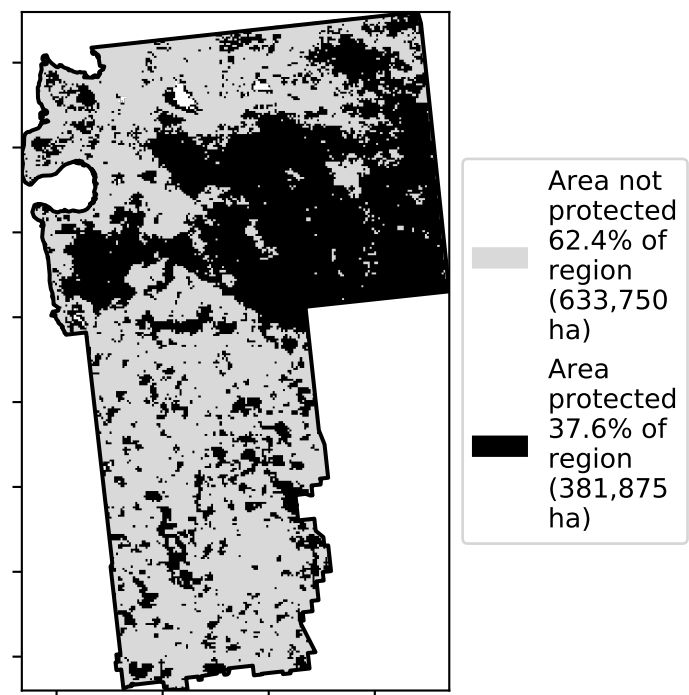 Area not
protected
62.4% of
region
(633,750
ha)
Area
protected
37.6% of
region
(381,875
ha)